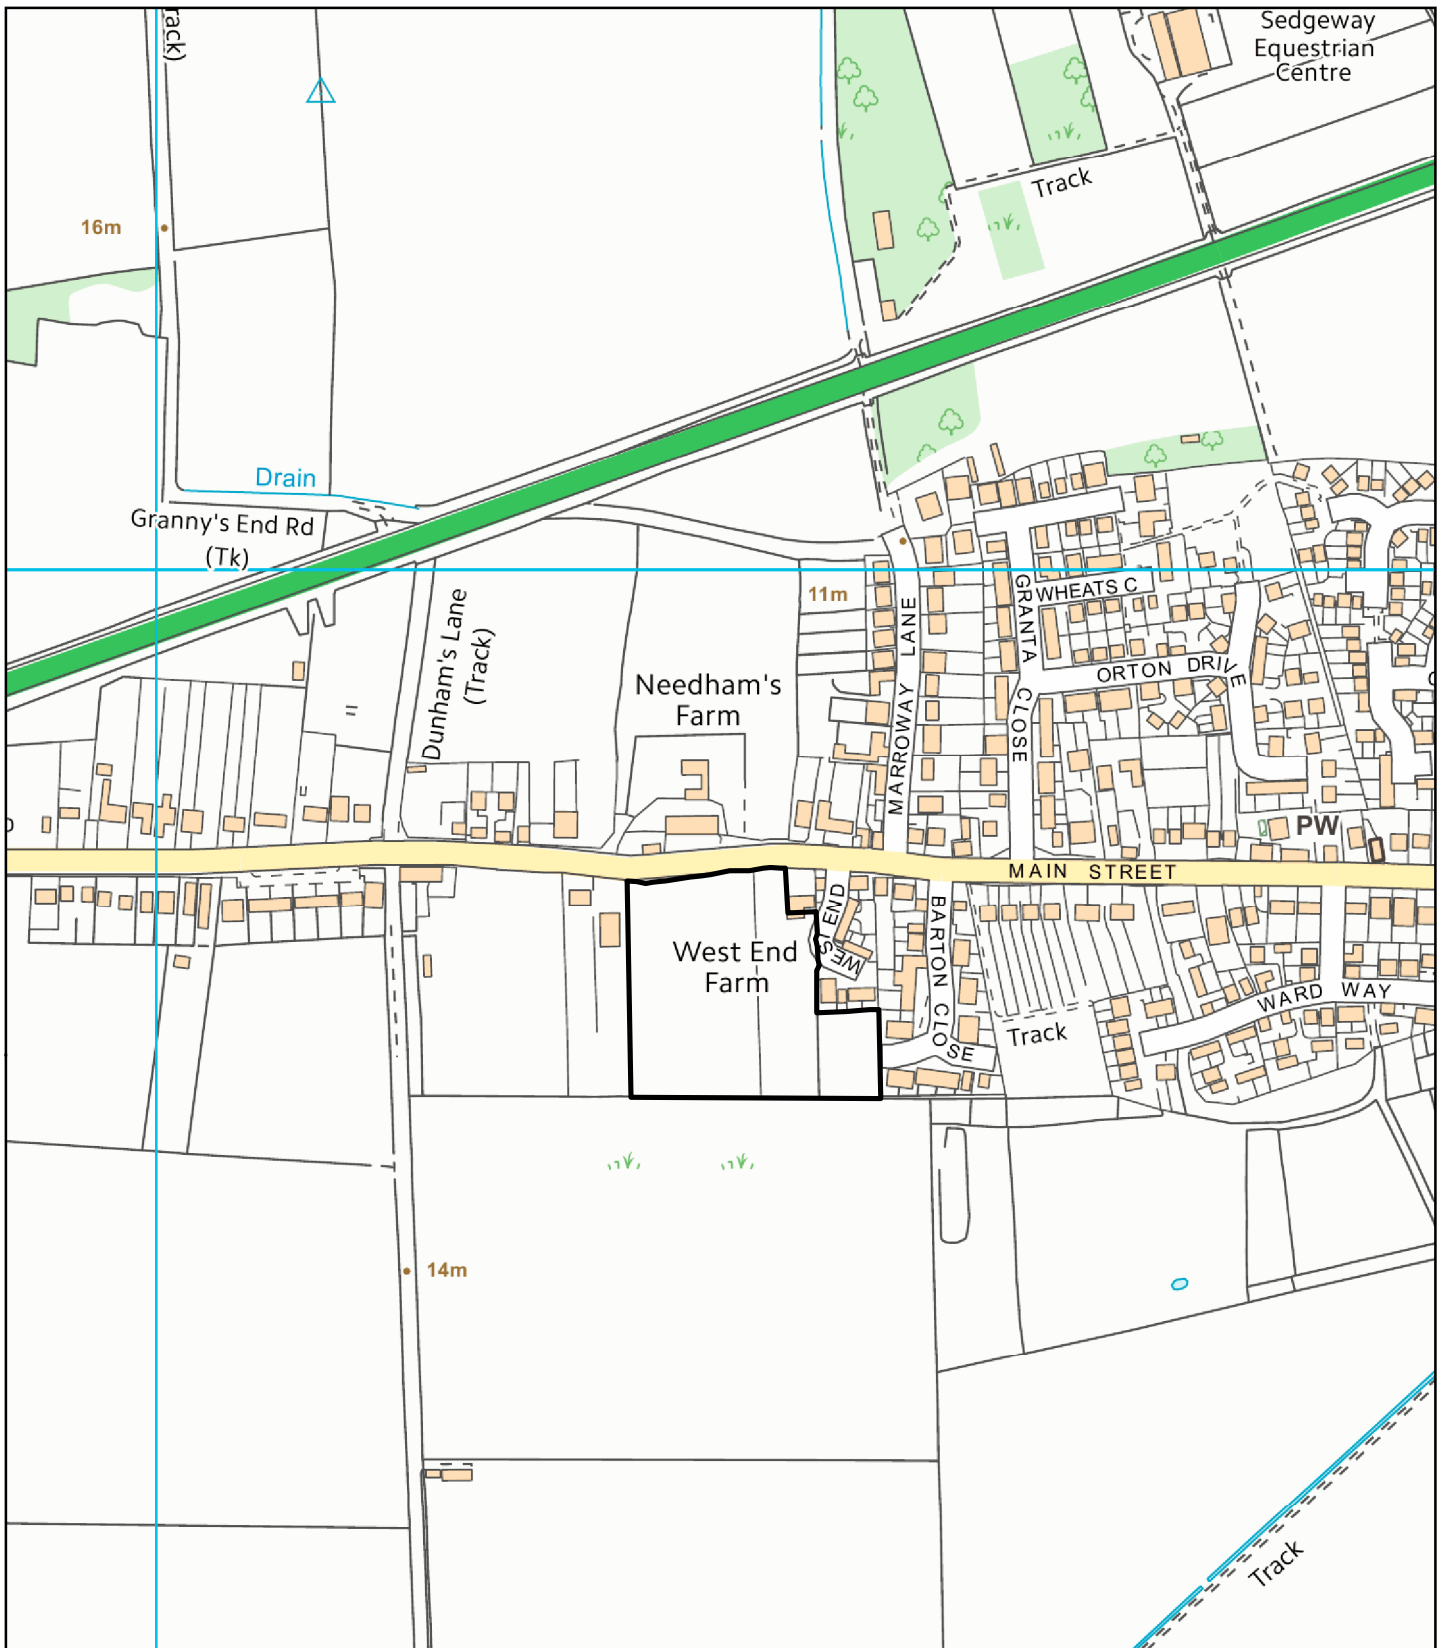 rack)
Sedgeway
Equestrian
Centre
Track
16m
Drain
Granny's End Rd
(Tk)
11m
Dunham's Lane
(Track)
Needham's
Farm
MARROWAY LANE
GRANTA CLOSE
WHEATS C
ORTON DRIVE
PW
MAIN STREET
West End
Farm
WES
END
BARTON CLOSE
Track
WARD WAY
14m
Track